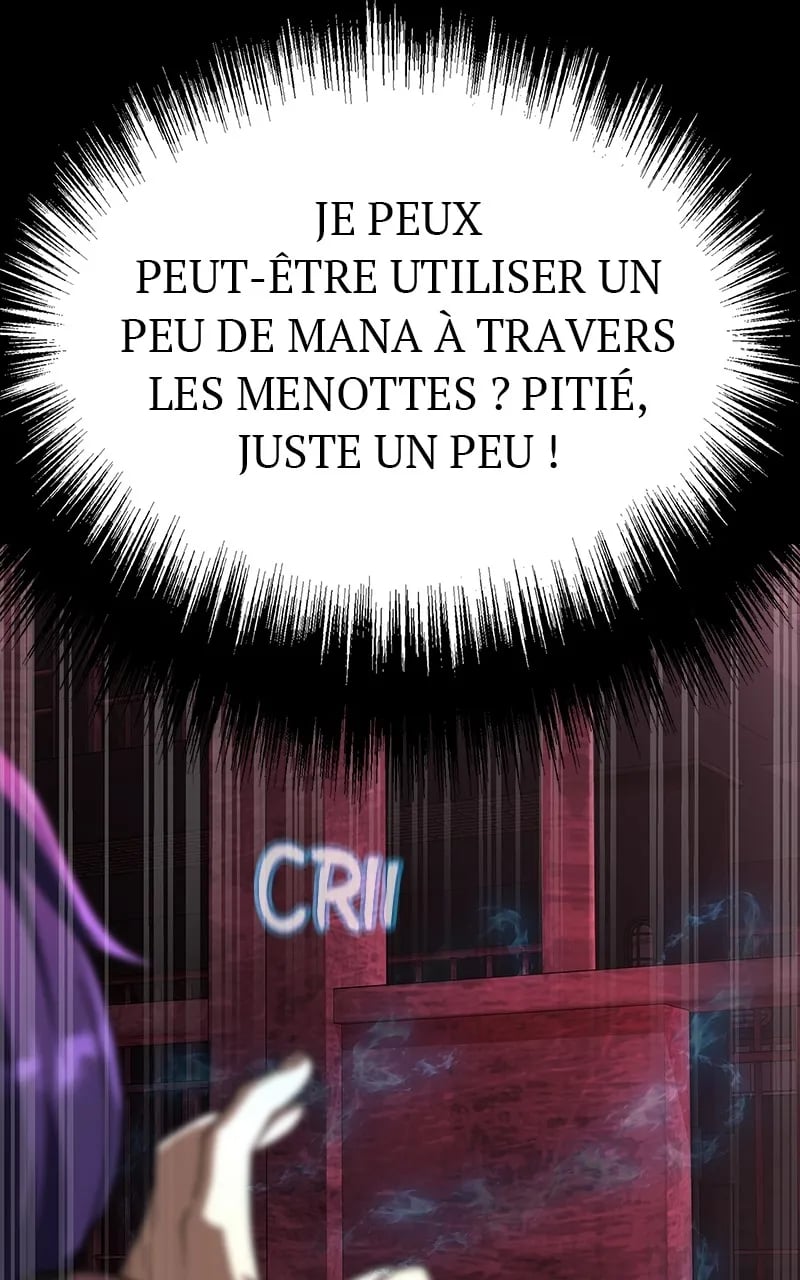 JE PEUX
PEUT-ÊTRE UTILISER UN
PEU DE MANA À TRAVERS
LES MENOTTES ? PITIÉ,
JUSTE UN PEU !
CRII